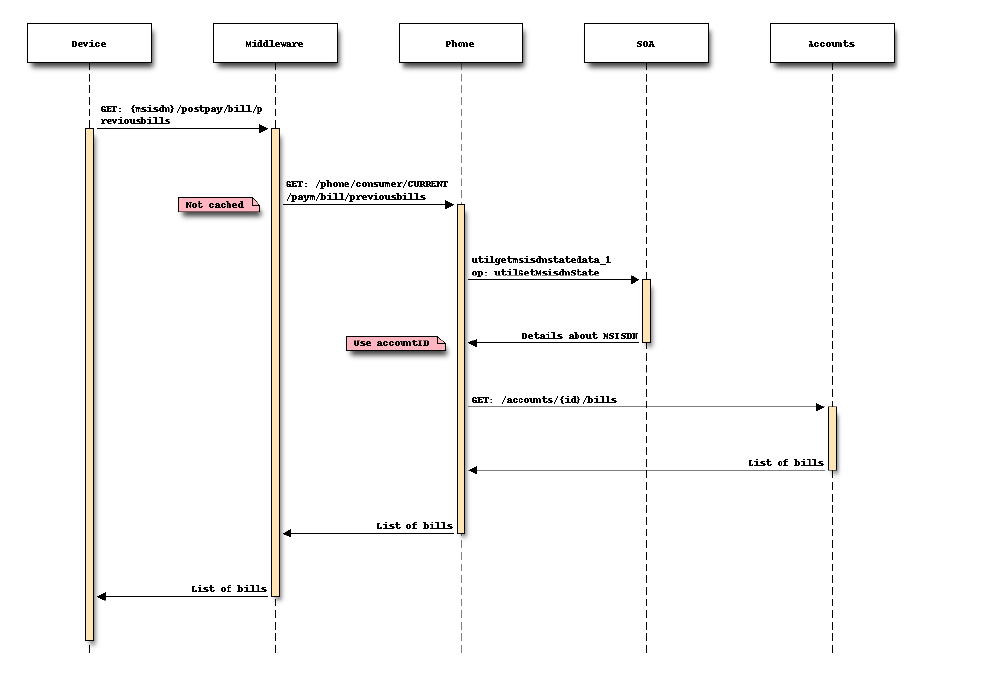 Device
Middleware
Phone
SOA
Accounts
GET: {msisdn}/postpay/bill/p
reviousbills
GET: /phone/consumer/CURRENT
/paym/bill/previousbills
Not cached
utilgetmsisdnstatedata_1
op: utilGetMsisdnState
Details about MSISDN
Use accountID
GET: /accounts/{id}/bills
List of bills
List of bills
List of bills